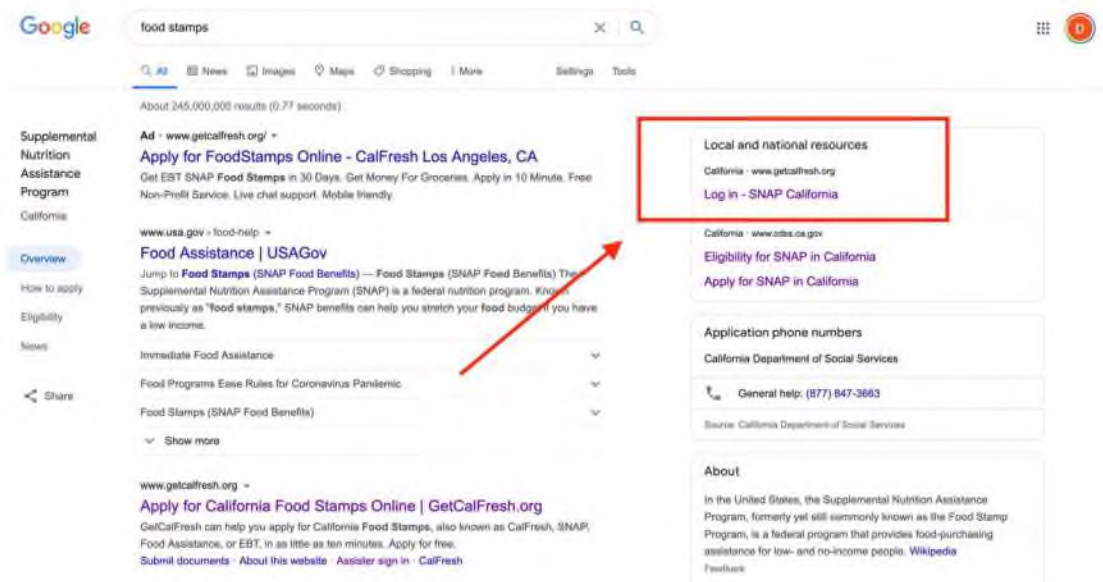 Google
food stamps
All News Images Maps Shopping More Settings Tools
D
About 245,000,000 results (0.77 seconds)
Supplemental
Nutrition
Assistance
Program
California
Overview
How to apply
Eligibility
News
Share
Ad · www.getcalfresh.org/
Apply for FoodStamps Online - CalFresh Los Angeles, CA
Get EBT SNAP Food Stamps in 30 Days. Get Money For Groceries. Apply in 10 Minute. Free
Non-Profit Service. Live chat support. Mobile friendly.
www.usa.gov › food-help
Food Assistance | USAGov
Jump to Food Stamps (SNAP Food Benefits) — Food Stamps (SNAP Food Benefits) The
Supplemental Nutrition Assistance Program (SNAP) is a federal nutrition program. Known
previously as "food stamps," SNAP benefits can help you stretch your food budget if you have
a low income.
Immediate Food Assistance
Food Programs Ease Rules for Coronavirus Pandemic
Food Stamps (SNAP Food Benefits)
Show more
www.getcalfresh.org
Apply for California Food Stamps Online | GetCalFresh.org
GetCalFresh can help you apply for California Food Stamps, also known as CalFresh, SNAP,
Food Assistance, or EBT, in as little as ten minutes. Apply for free.
Submit documents · About this website · Assister sign in · CalFresh
Local and national resources
California · www.getcalfresh.org
Log in - SNAP California
California · www.cdss.ca.gov
Eligibility for SNAP in California
Apply for SNAP in California
Application phone numbers
California Department of Social Services
General help: (877) 847-3663
Source: California Department of Social Services
About
In the United States, the Supplemental Nutrition Assistance
Program, formerly yet still commonly known as the Food Stamp
Program, is a federal program that provides food-purchasing
assistance for low- and no-income people. Wikipedia
Feedback